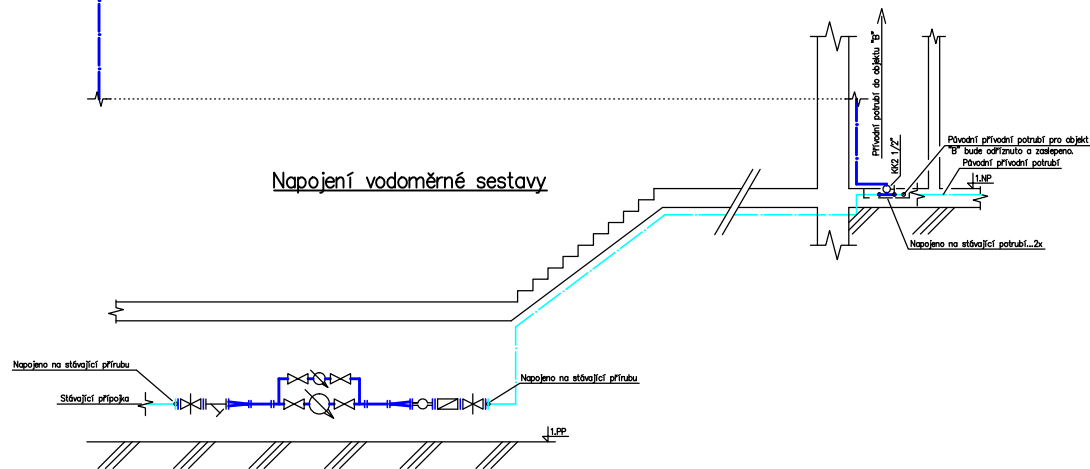 Přívodní potrubí do objektu "B"
KK2 1/2"
Původní přívodní potrubí pro objekt
"B" bude odříznuto a zaslepeno.
Původní přívodní potrubí
1.NP
Napojení vodoměrné sestavy
Napojeno na stávající potrubí...2x
Napojeno na stávající přírubu
Napojeno na stávající přírubu
Stávající přípojka
1.PP